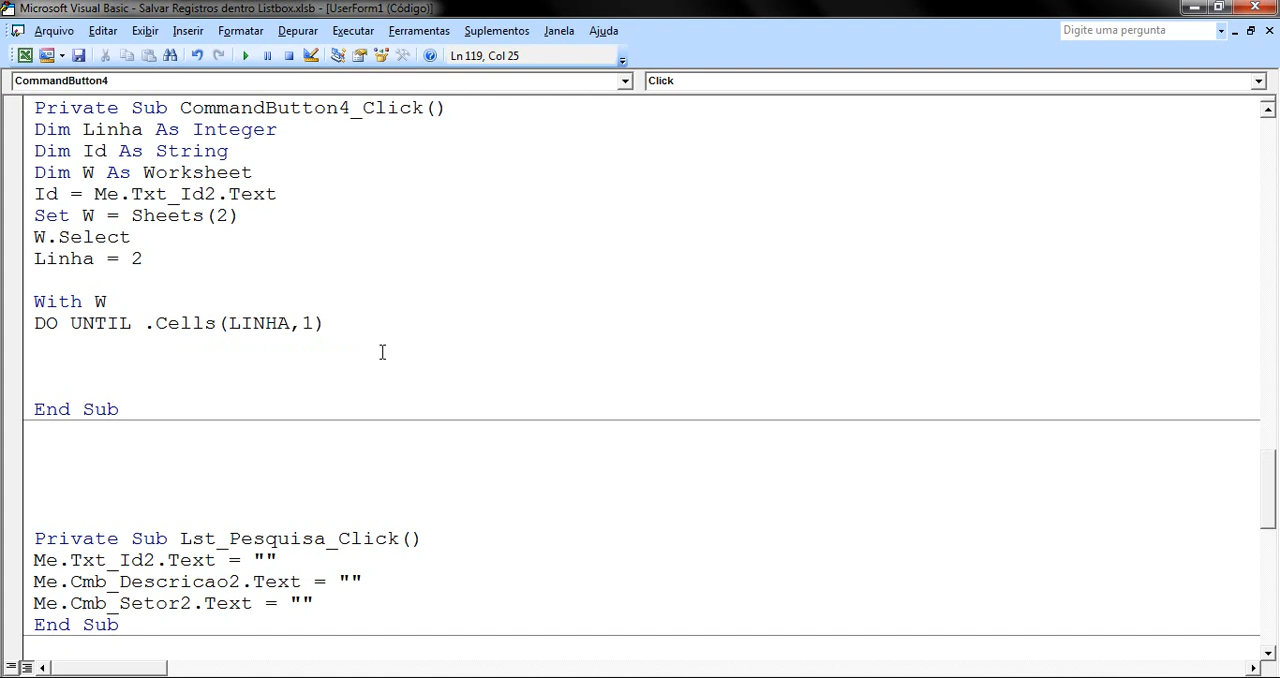 Microsoft Visual Basic - Salvar Registros dentro Listbox.xlsb - [UserForm1 (Código)]
Arquivo Editar Exibir Inserir Formatar Depurar Executar Ferramentas Suplementos Janela Ajuda Digite uma pergunta
Ln 119, Col 25
CommandButton4 Click
Private Sub CommandButton4_Click()
Dim Linha As Integer
Dim Id As String
Dim W As Worksheet
Id = Me.Txt_Id2.Text
Set W = Sheets(2)
W.Select
Linha = 2
With W
DO UNTIL .Cells(LINHA,1)
End Sub
Private Sub Lst_Pesquisa_Click()
Me.Txt_Id2.Text = ""
Me.Cmb_Descricao2.Text = ""
Me.Cmb_Setor2.Text = ""
End Sub